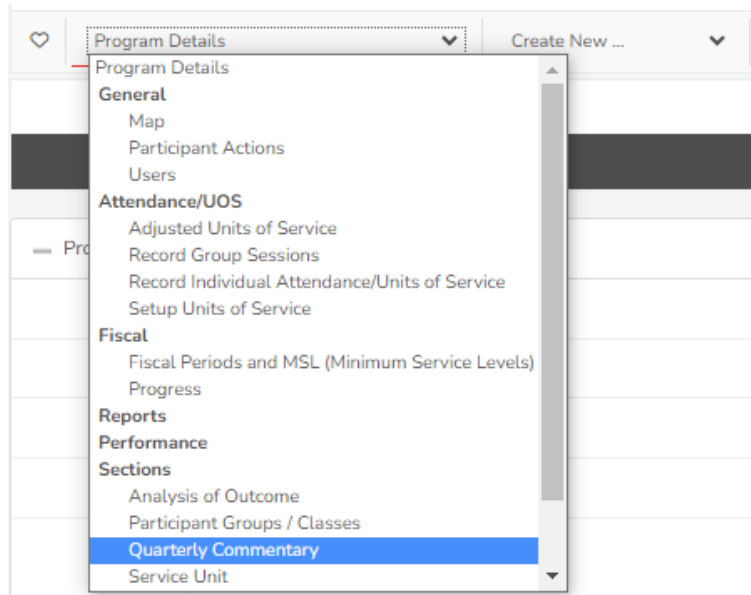 Program Details
Create New ...
Program Details
General
Map
Participant Actions
Users
Attendance/UOS
Adjusted Units of Service
Record Group Sessions
Record Individual Attendance/Units of Service
Setup Units of Service
Fiscal
Fiscal Periods and MSL (Minimum Service Levels)
Progress
Reports
Performance
Sections
Analysis of Outcome
Participant Groups / Classes
Quarterly Commentary
Service Unit